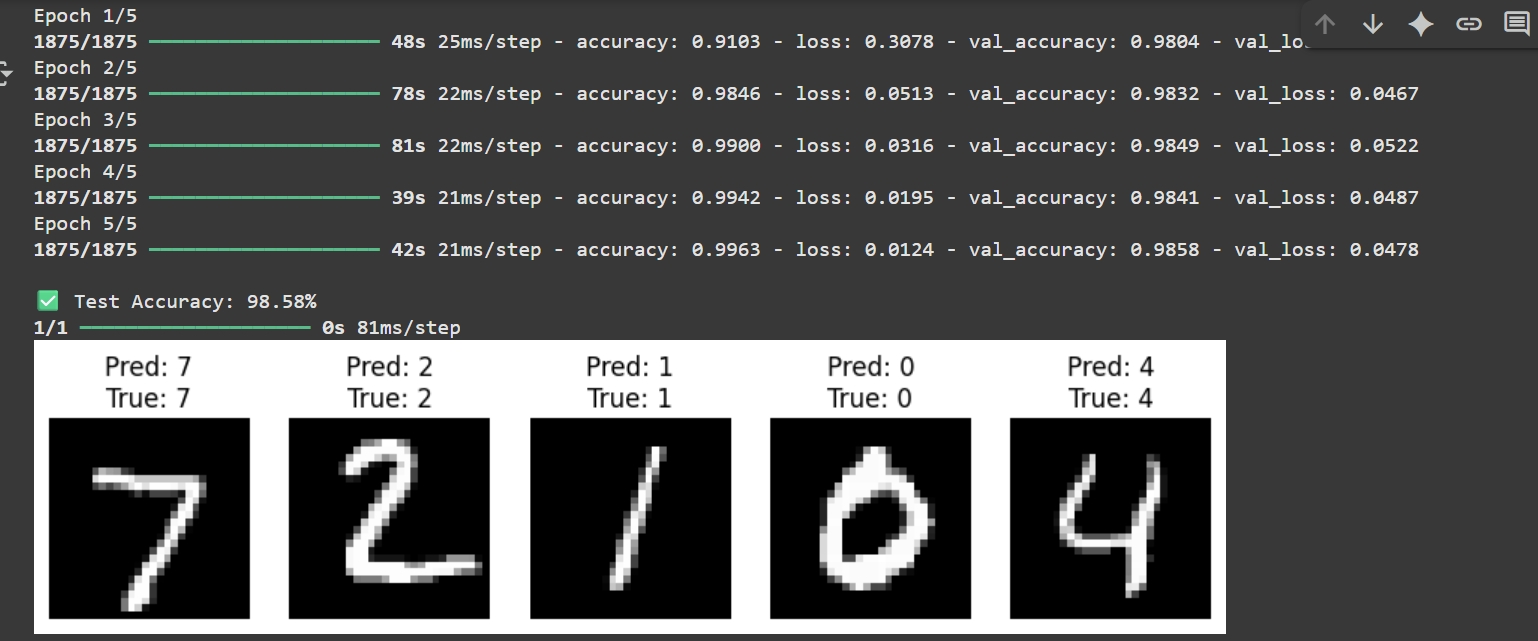 Epoch 1/5
1875/1875 ━━━━━━━━━━━━━━━━━━━━ 48s 25ms/step - accuracy: 0.9103 - loss: 0.3078 - val_accuracy: 0.9804 - val_lo
Epoch 2/5
1875/1875 ━━━━━━━━━━━━━━━━━━━━ 78s 22ms/step - accuracy: 0.9846 - loss: 0.0513 - val_accuracy: 0.9832 - val_loss: 0.0467
Epoch 3/5
1875/1875 ━━━━━━━━━━━━━━━━━━━━ 81s 22ms/step - accuracy: 0.9900 - loss: 0.0316 - val_accuracy: 0.9849 - val_loss: 0.0522
Epoch 4/5
1875/1875 ━━━━━━━━━━━━━━━━━━━━ 39s 21ms/step - accuracy: 0.9942 - loss: 0.0195 - val_accuracy: 0.9841 - val_loss: 0.0487
Epoch 5/5
1875/1875 ━━━━━━━━━━━━━━━━━━━━ 42s 21ms/step - accuracy: 0.9963 - loss: 0.0124 - val_accuracy: 0.9858 - val_loss: 0.0478
✅ Test Accuracy: 98.58%
1/1 ━━━━━━━━━━━━━━━━━━━━ 0s 81ms/step
Pred: 7 Pred: 2 Pred: 1 Pred: 0 Pred: 4
True: 7 True: 2 True: 1 True: 0 True: 4
7 2 1 0 4